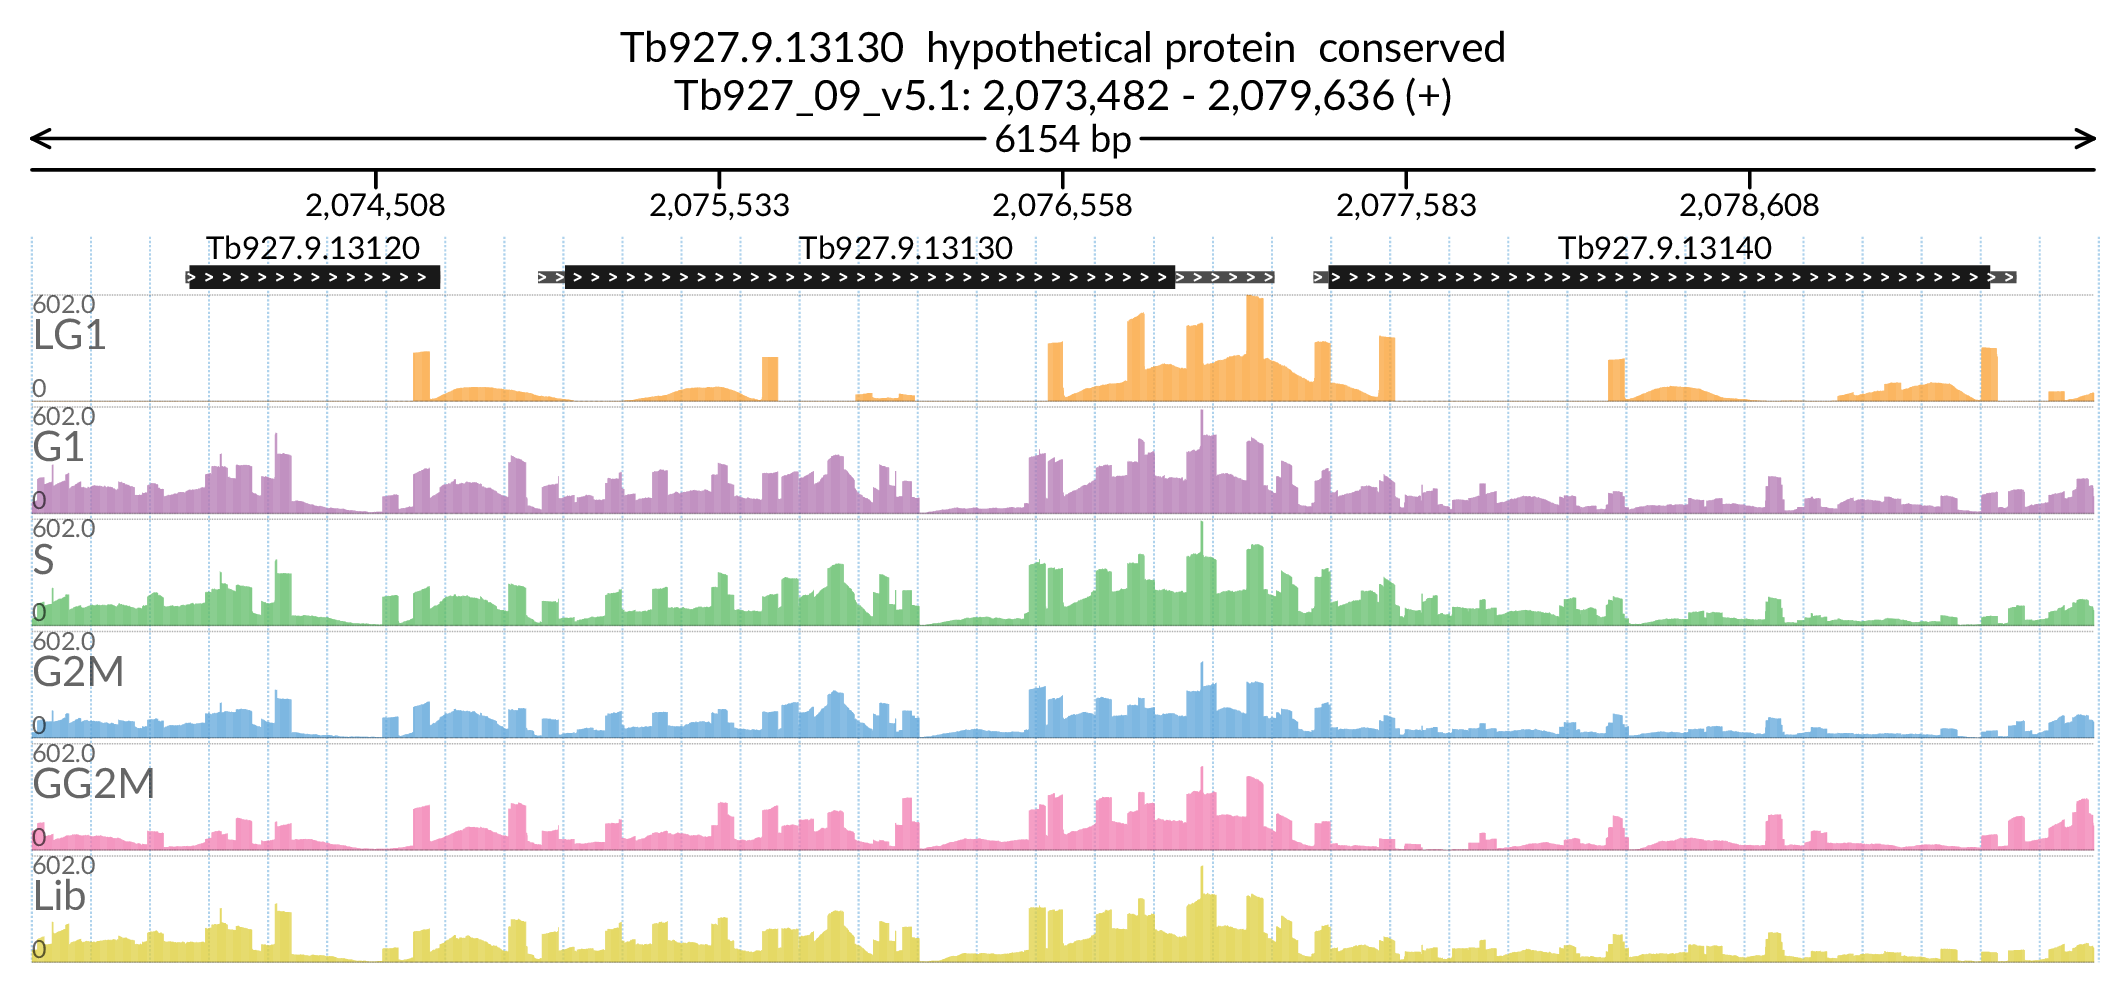 Tb927.9.13130  hypothetical protein  conserved
Tb927_09_v5.1: 2,073,482 - 2,079,636 (+)
6154 bp
2,074,508 2,075,533 2,076,558 2,077,583 2,078,608
Tb927.9.13120 Tb927.9.13130 Tb927.9.13140
602.0
LG1
0
602.0
G1
0
602.0
S
0
602.0
G2M
0
602.0
GG2M
0
602.0
Lib
0